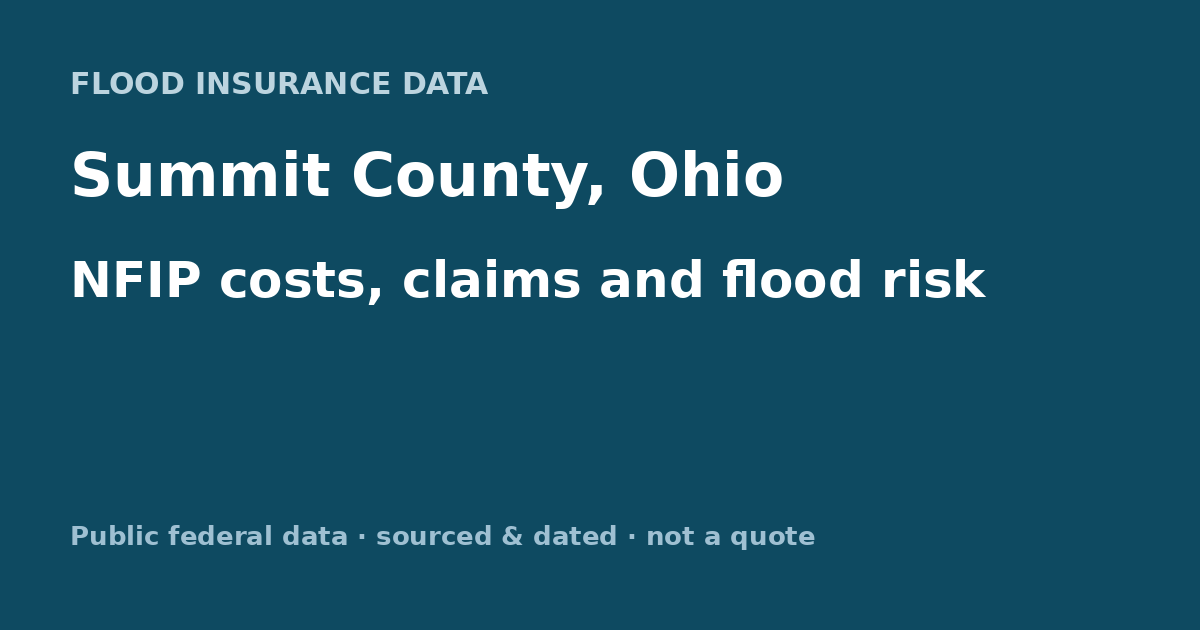 FLOOD INSURANCE DATA
Summit County, Ohio
NFIP costs, claims and flood risk
Public federal data · sourced & dated · not a quote